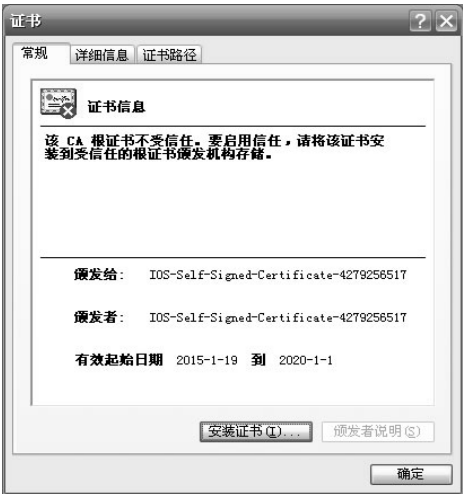 证书
常规 详细信息 证书路径
证书信息
该 CA 根证书不受信任。要启用信任，请将该证书安
装到受信任的根证书颁发机构存储。
颁发给: IOS-Self-Signed-Certificate-4279256517
颁发者: IOS-Self-Signed-Certificate-4279256517
有效起始日期 2015-1-19 到 2020-1-1
安装证书(I)... 颁发者说明(S)
确定